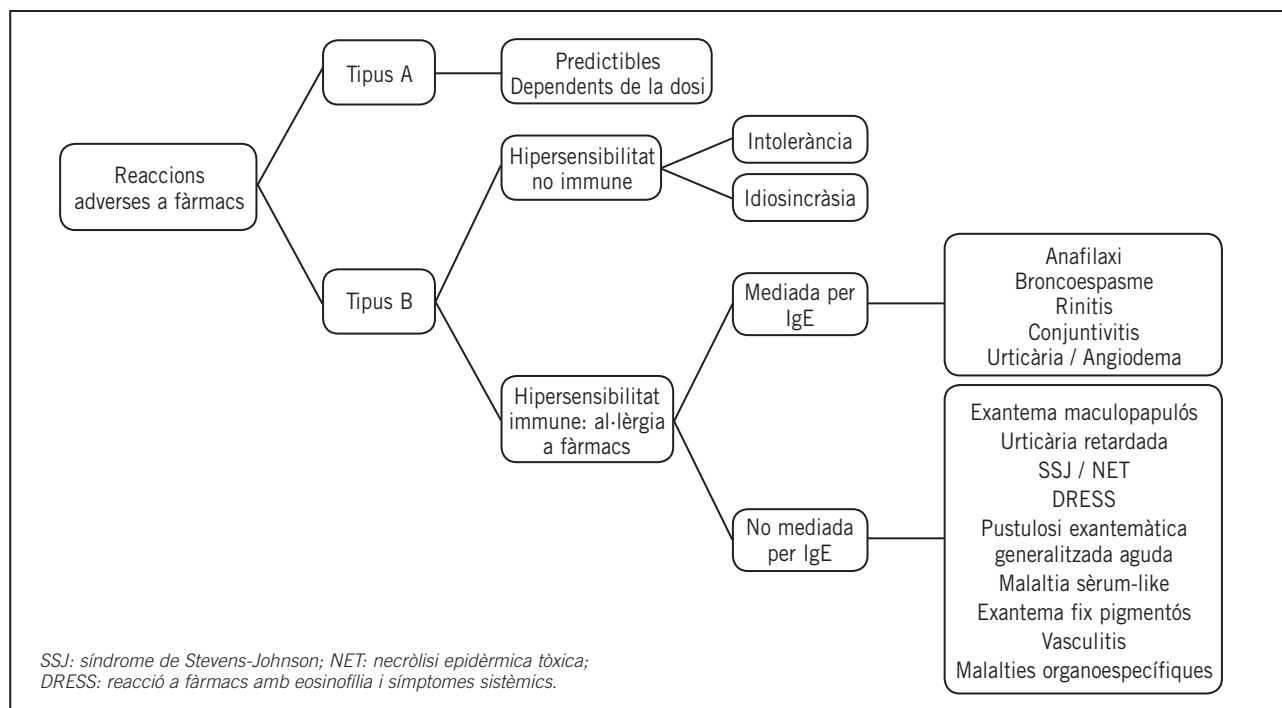 Reaccions
adverses a fàrmacs
Tipus A
Predictibles
Dependents de la dosi
Tipus B
Hipersensibilitat
no immune
Intolerància
Idiosincràsia
Hipersensibilitat
immune: al·lèrgia
a fàrmacs
Mediada per
IgE
Anafilaxi
Broncoespasme
Rinitis
Conjuntivitis
Urticària / Angiodema
No mediada
per IgE
Exantema maculopapulós
Urticària retardada
SSJ / NET
DRESS
Pustulosi exantemàtica
generalitzada aguda
Malaltia sèrum-like
Exantema fix pigmentós
Vasculitis
Malalties organoespecífiques
SSJ: síndrome de Stevens-Johnson; NET: necròlisi epidèrmica tòxica;
DRESS: reacció a fàrmacs amb eosinofília i símptomes sistèmics.